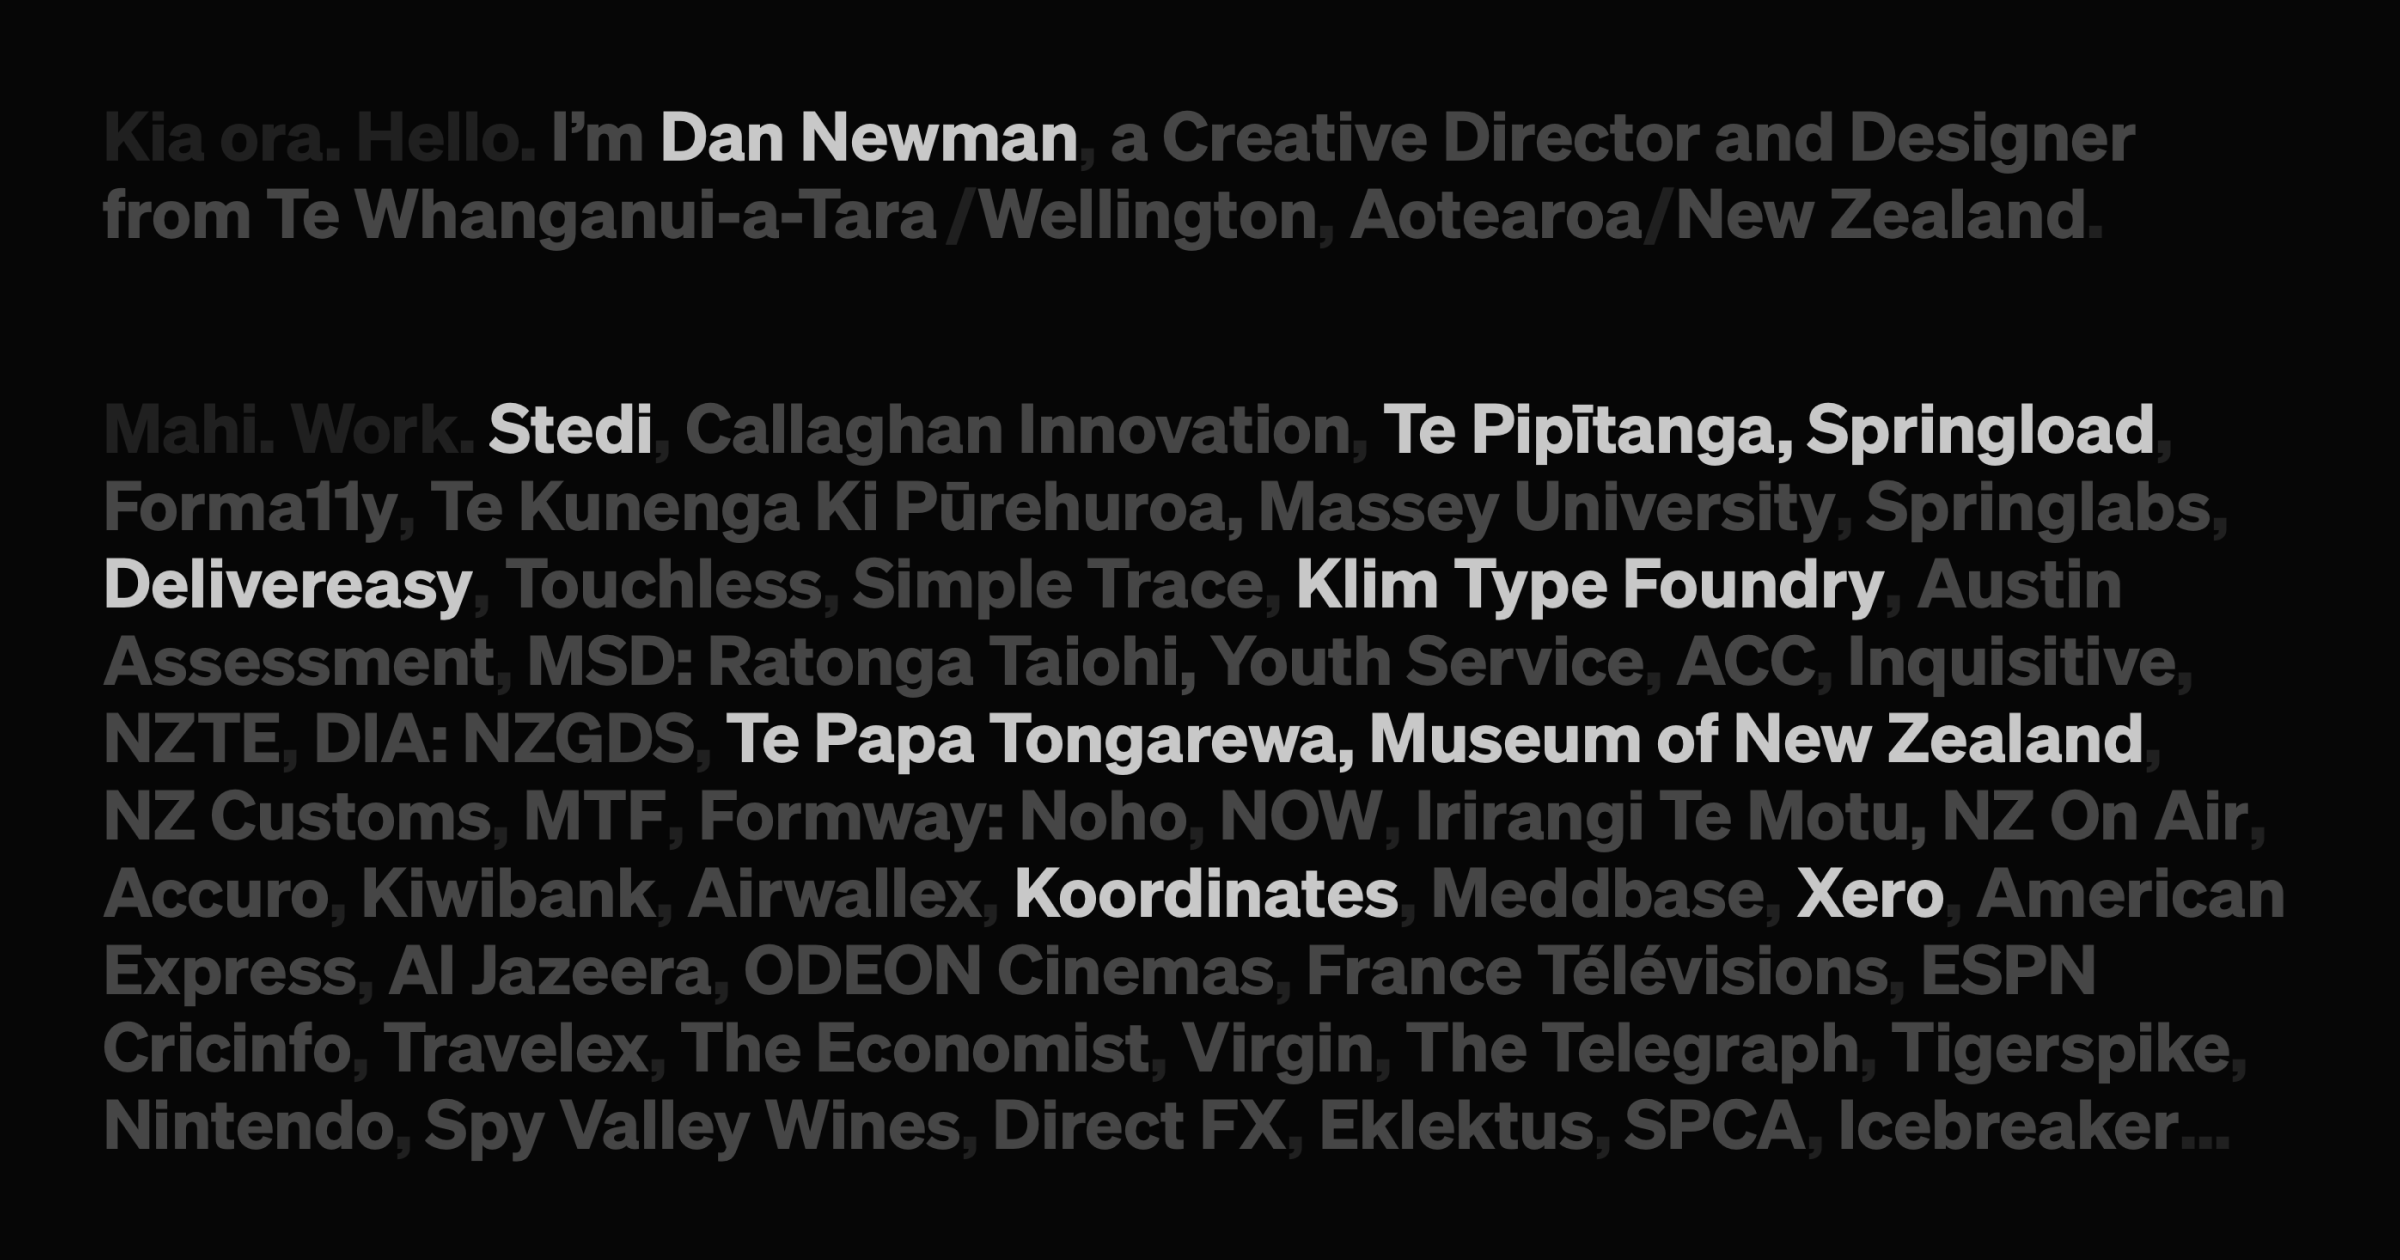 Kia ora. Hello. I’m Dan Newman, a Creative Director and Designer
from Te Whanganui-a-Tara/Wellington, Aotearoa/New Zealand.
Mahi. Work. Stedi, Callaghan Innovation, Te Pipītanga, Springload,
Forma11y, Te Kunenga Ki Pūrehuroa, Massey University, Springlabs,
Delivereasy, Touchless, Simple Trace, Klim Type Foundry, Austin
Assessment, MSD: Ratonga Taiohi, Youth Service, ACC, Inquisitive,
NZTE, DIA: NZGDS, Te Papa Tongarewa, Museum of New Zealand,
NZ Customs, MTF, Formway: Noho, NOW, Irirangi Te Motu, NZ On Air,
Accuro, Kiwibank, Airwallex, Koordinates, Meddbase, Xero, American
Express, Al Jazeera, ODEON Cinemas, France Télévisions, ESPN
Cricinfo, Travelex, The Economist, Virgin, The Telegraph, Tigerspike,
Nintendo, Spy Valley Wines, Direct FX, Eklektus, SPCA, Icebreaker...